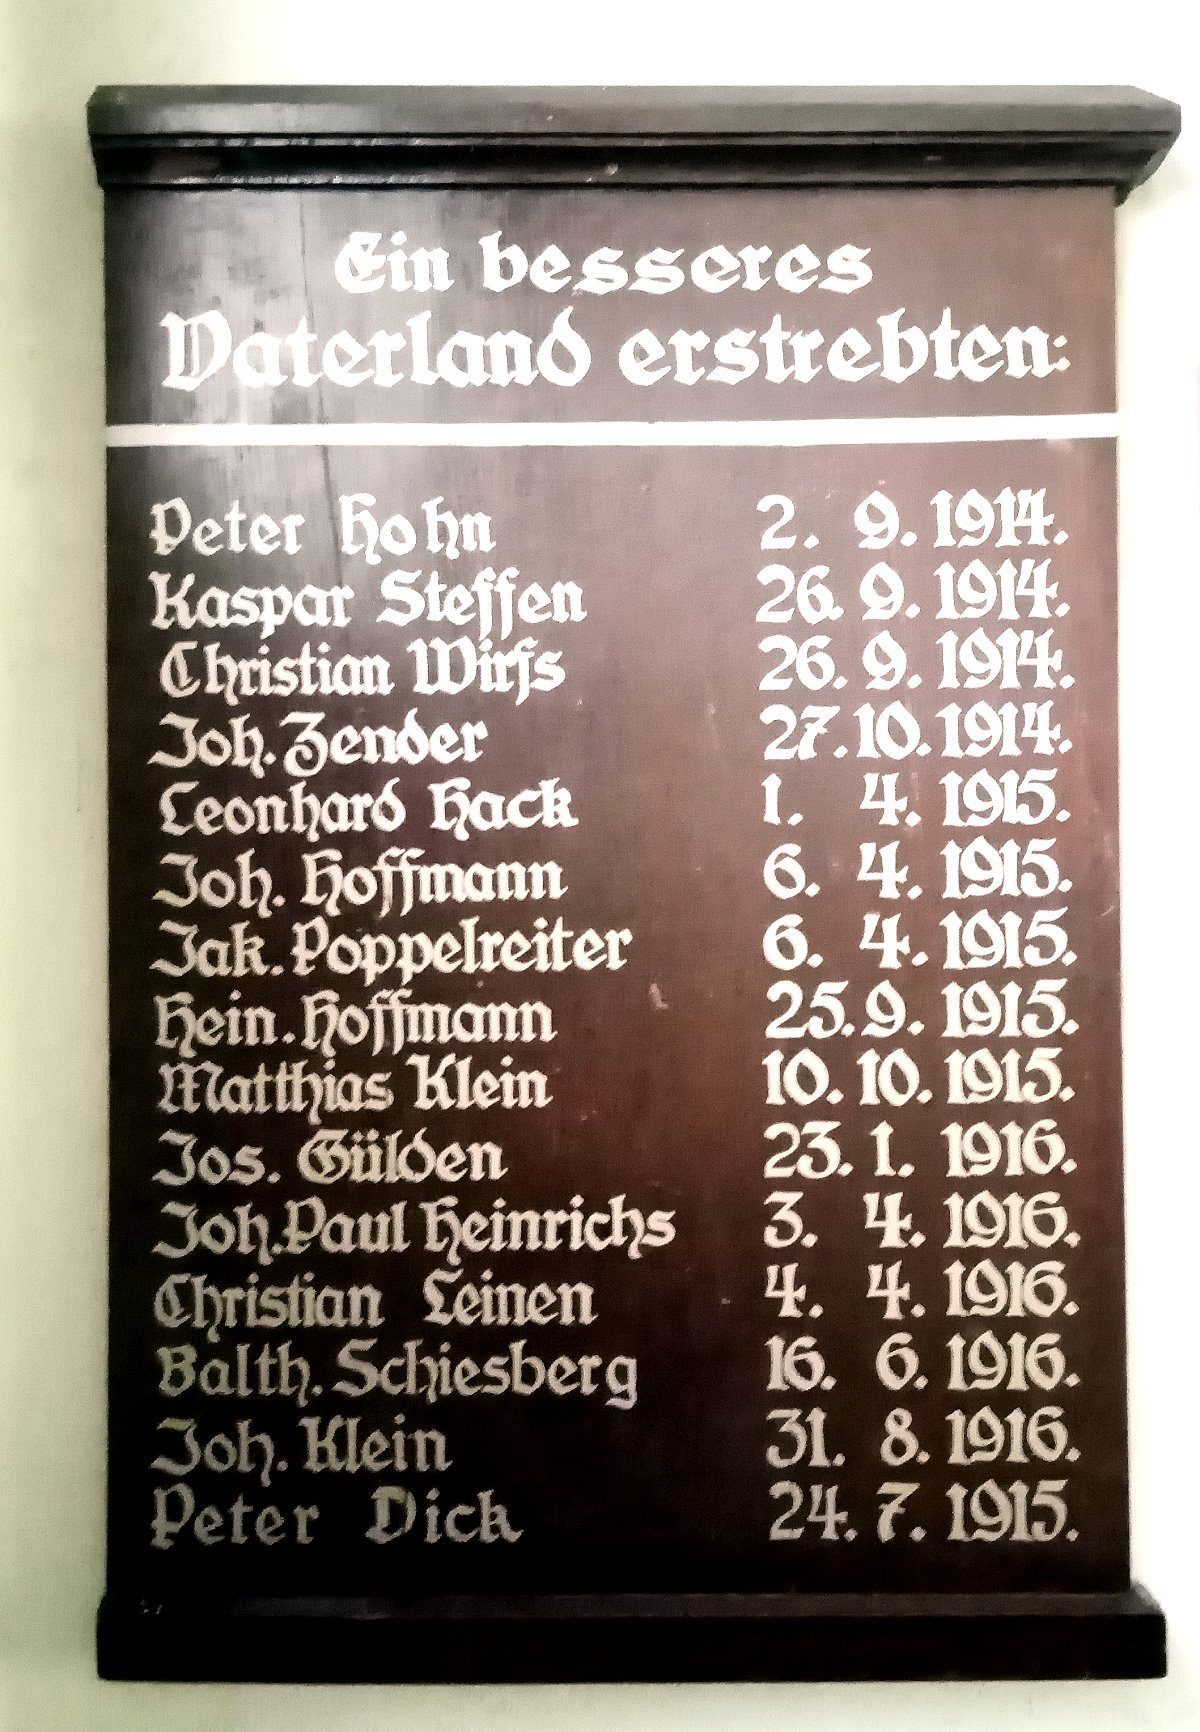 Ein besseres
Vaterland erstrebten:
Peter Hohn 2. 9. 1914.
Kaspar Steffen 26. 9. 1914.
Christian Wirfs 26. 9. 1914.
Joh. Zender 27. 10. 1914.
Leonhard Hack 1. 4. 1915.
Joh. Hoffmann 6. 4. 1915.
Jak. Poppelreiter 6. 4. 1915.
Hein. Hoffmann 25. 9. 1915.
Matthias Klein 10. 10. 1915.
Jos. Gülden 23. 1. 1916.
Joh. Paul Heinrichs 3. 4. 1916.
Christian Leinen 4. 4. 1916.
Balth. Schiesberg 16. 6. 1916.
Joh. Klein 31. 8. 1916.
Peter Dick 24. 7. 1915.